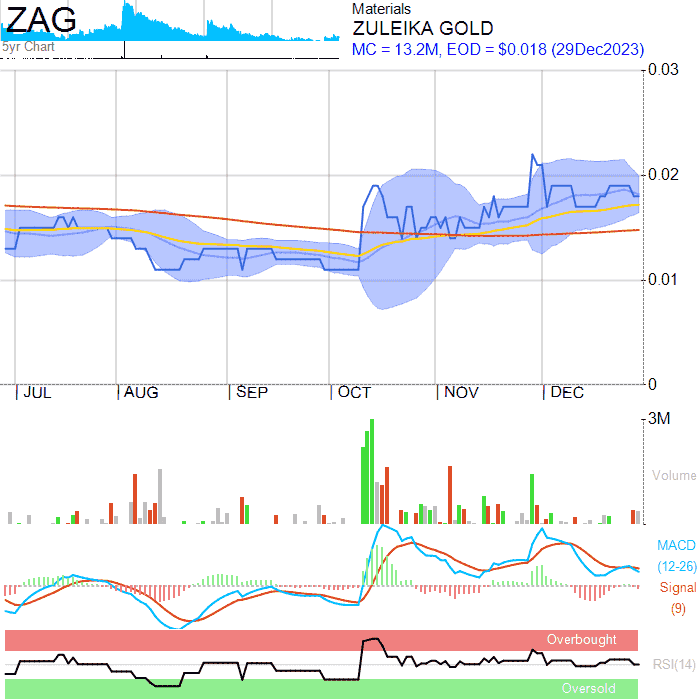 ZAG
5yr Chart
Materials
ZULEIKA GOLD
MC = 13.2M, EOD = $0.018 (29Dec2023)
0.03
0.02
0.01
0
JUL AUG SEP OCT NOV DEC
3M
Volume
MACD
(12-26)
Signal
(9)
Overbought
RSI(14)
Oversold